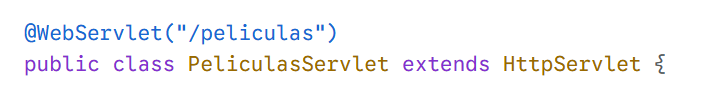 @WebServlet("/peliculas")
public class PeliculasServlet extends HttpServlet {